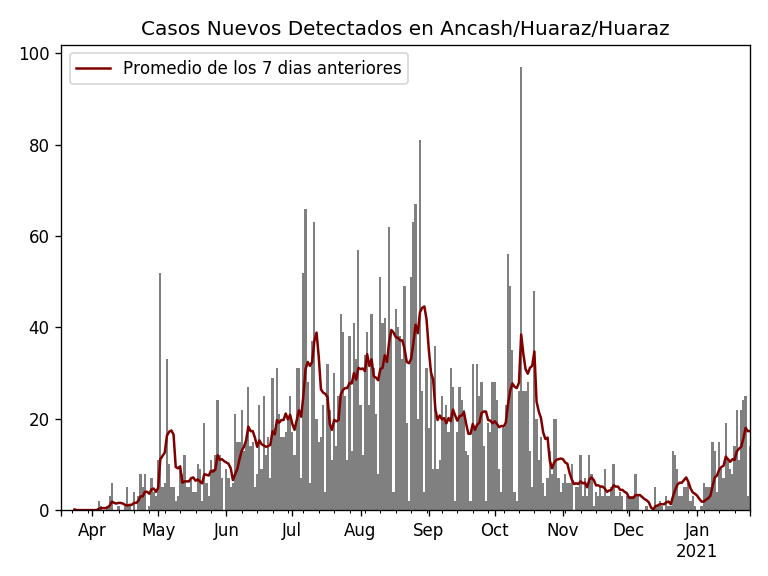 Casos Nuevos Detectados en Ancash/Huaraz/Huaraz
Promedio de los 7 dias anteriores
100
80
60
40
20
0
Apr May Jun Jul Aug Sep Oct Nov Dec Jan
2021